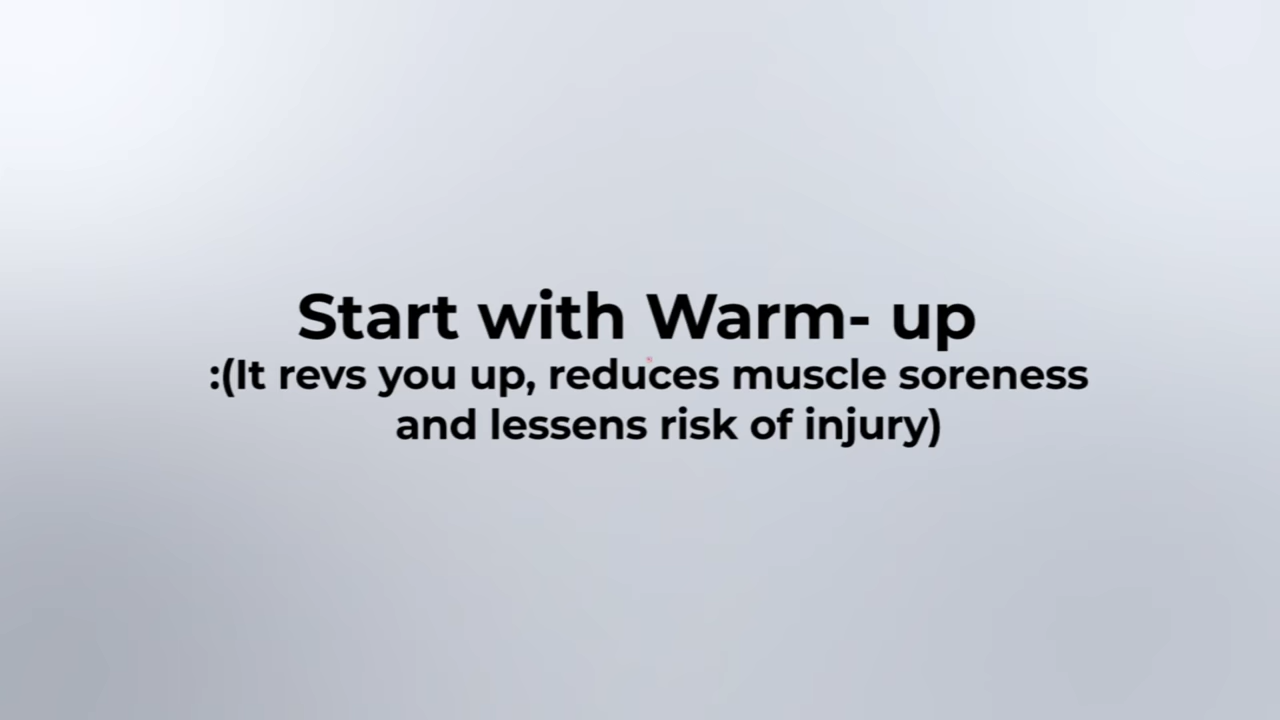 Start with Warm- up
:(It revs you up, reduces muscle soreness
and lessens risk of injury)